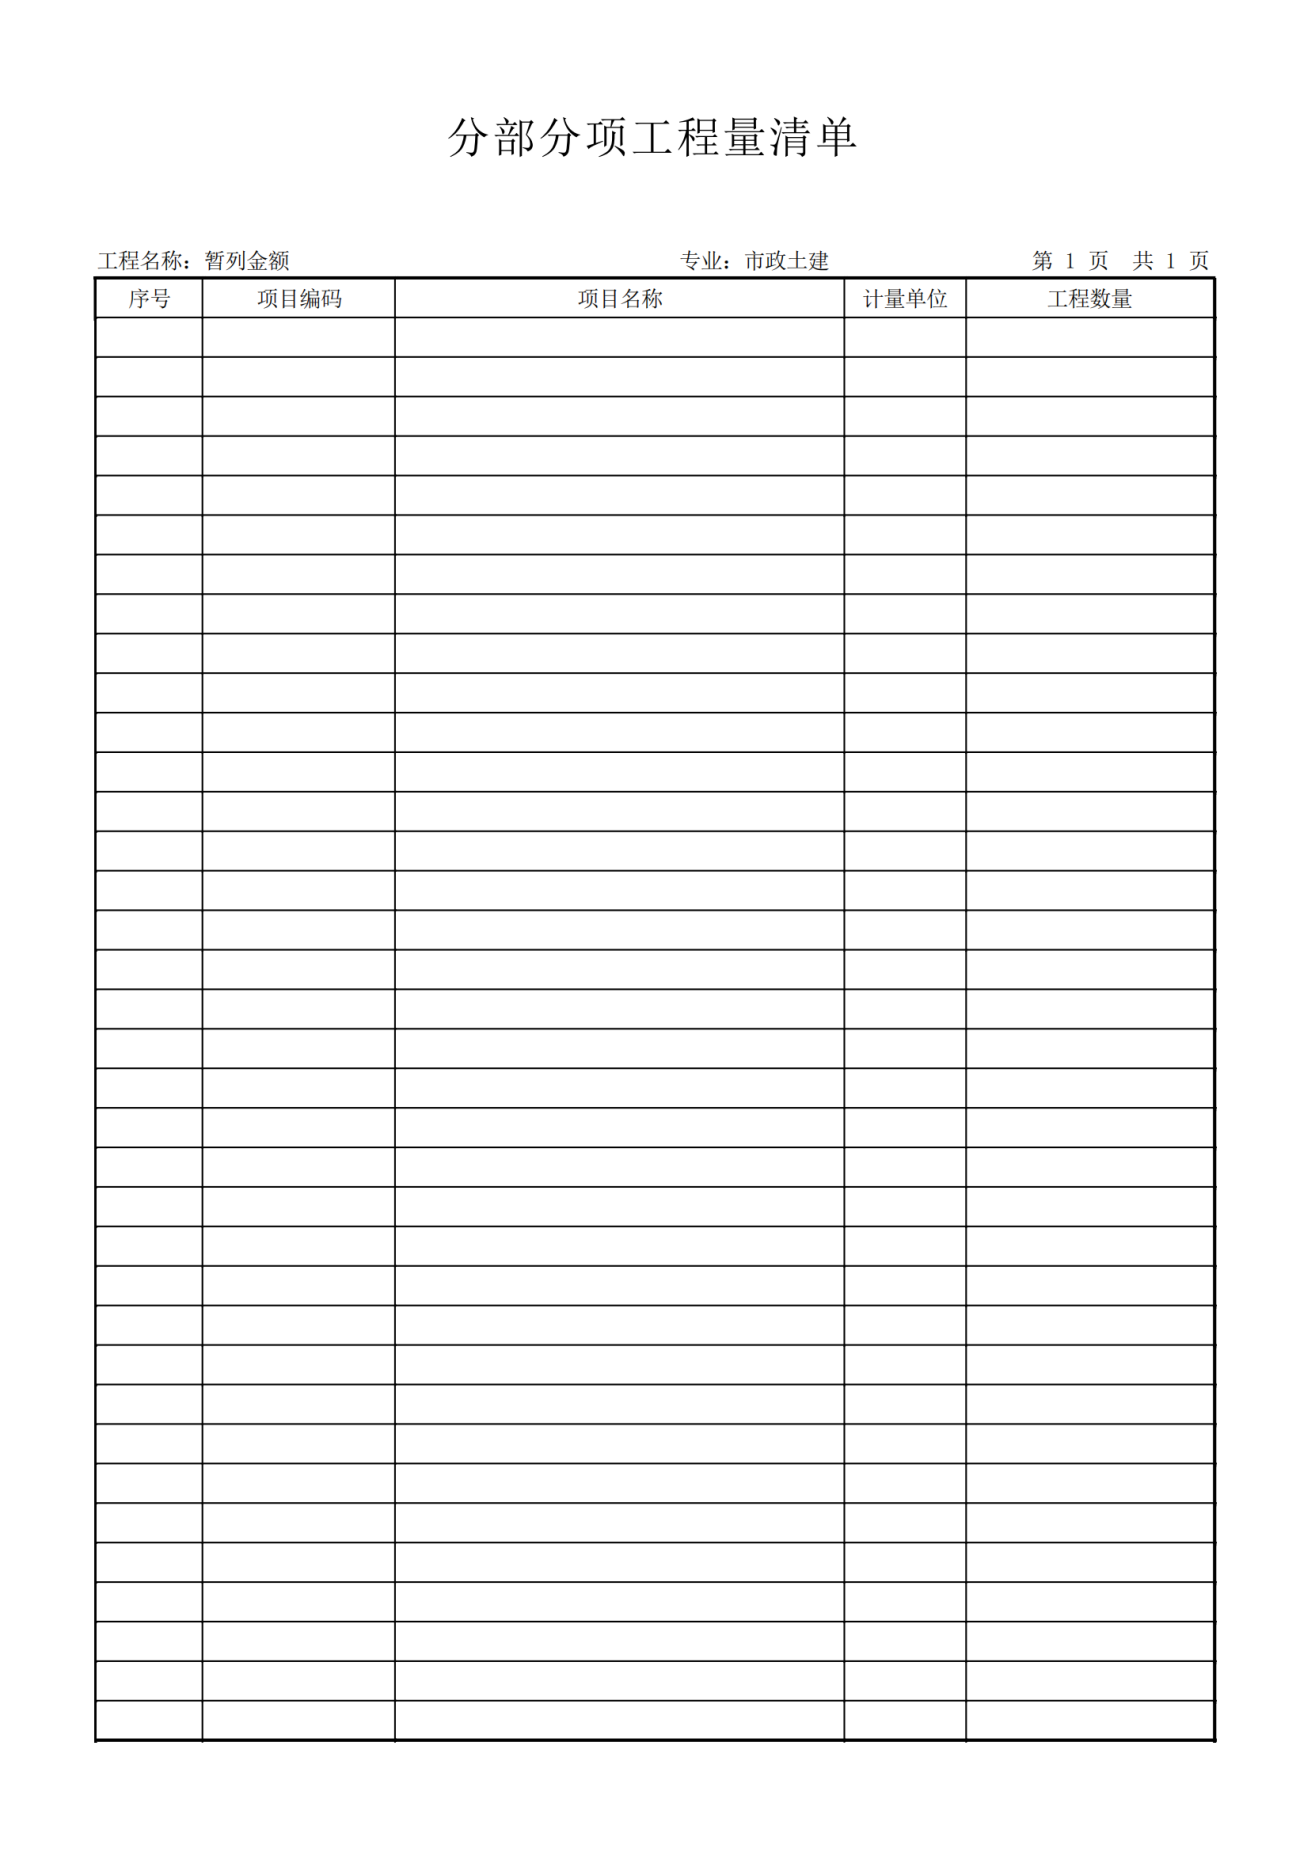 分部分项工程量清单
工程名称：暂列金额 专业：市政土建 第 1 页 共 1 页
序号 项目编码 项目名称 计量单位 工程数量